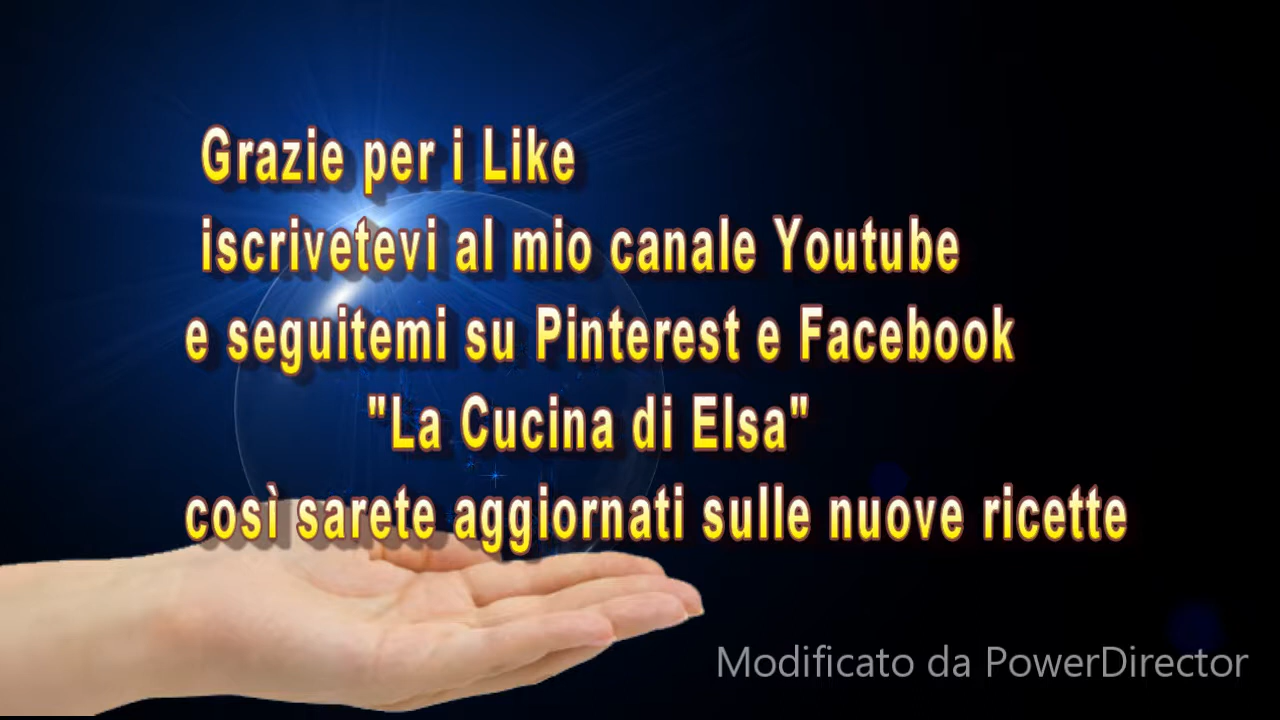 Grazie per i Like
iscrivetevi al mio canale Youtube
e seguitemi su Pinterest e Facebook
"La Cucina di Elsa"
così sarete aggiornati sulle nuove ricette
Modificato da PowerDirector